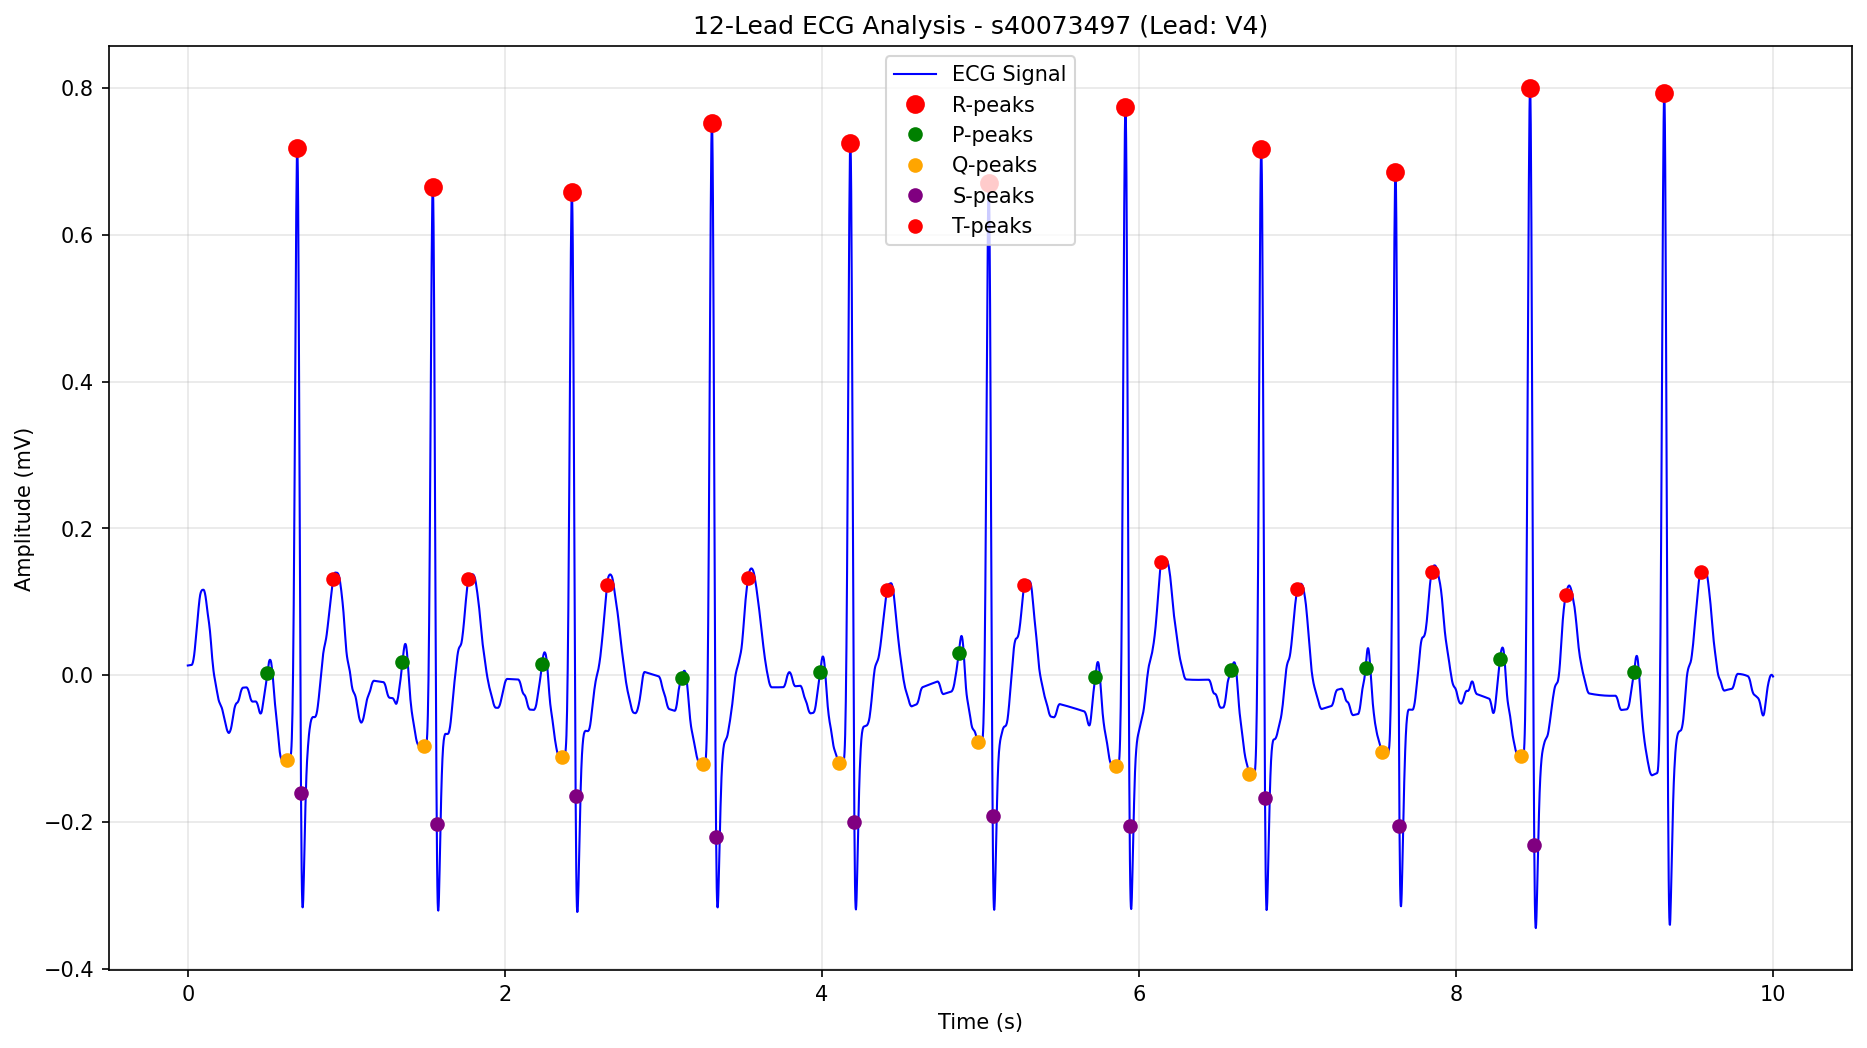 12-Lead ECG Analysis - s40073497 (Lead: V4)
ECG Signal
R-peaks
P-peaks
Q-peaks
S-peaks
T-peaks
Amplitude (mV)
0.8
0.6
0.4
0.2
0.0
−0.2
−0.4
0 2 4 6 8 10
Time (s)